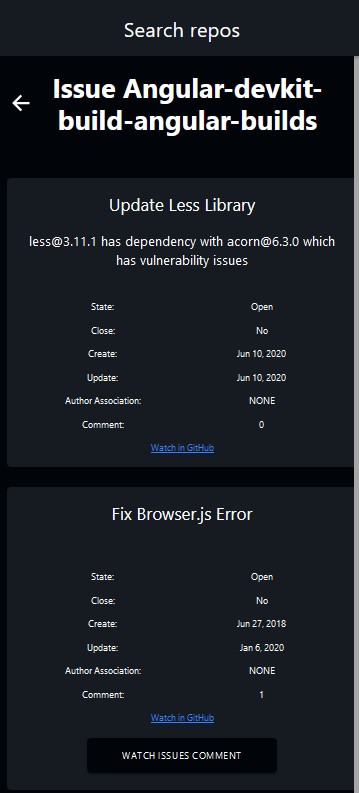 Search repos
Issue Angular-devkit-
build-angular-builds
Update Less Library
less@3.11.1 has dependency with acorn@6.3.0 which
has vulnerability issues
State: Open
Close: No
Create: Jun 10, 2020
Update: Jun 10, 2020
Author Association: NONE
Comment: 0
Watch in GitHub
Fix Browser.js Error
State: Open
Close: No
Create: Jun 27, 2018
Update: Jan 6, 2020
Author Association: NONE
Comment: 1
Watch in GitHub
WATCH ISSUES COMMENT